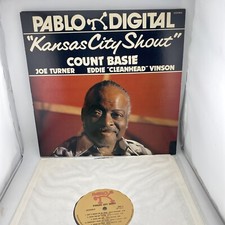 PABLO DIGITAL
"Kansas City Shout"
COUNT BASIE
JOE TURNER EDDIE "CLEANHEAD" VINSON